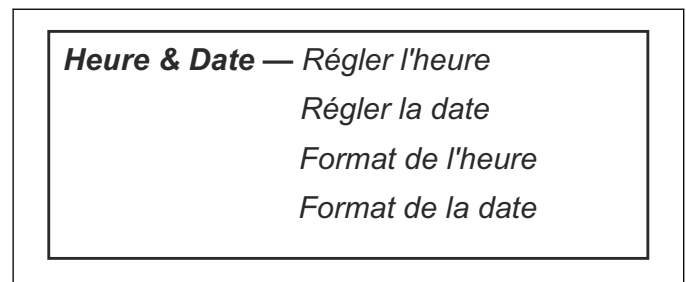 Heure & Date — Régler l'heure
Régler la date
Format de l'heure
Format de la date